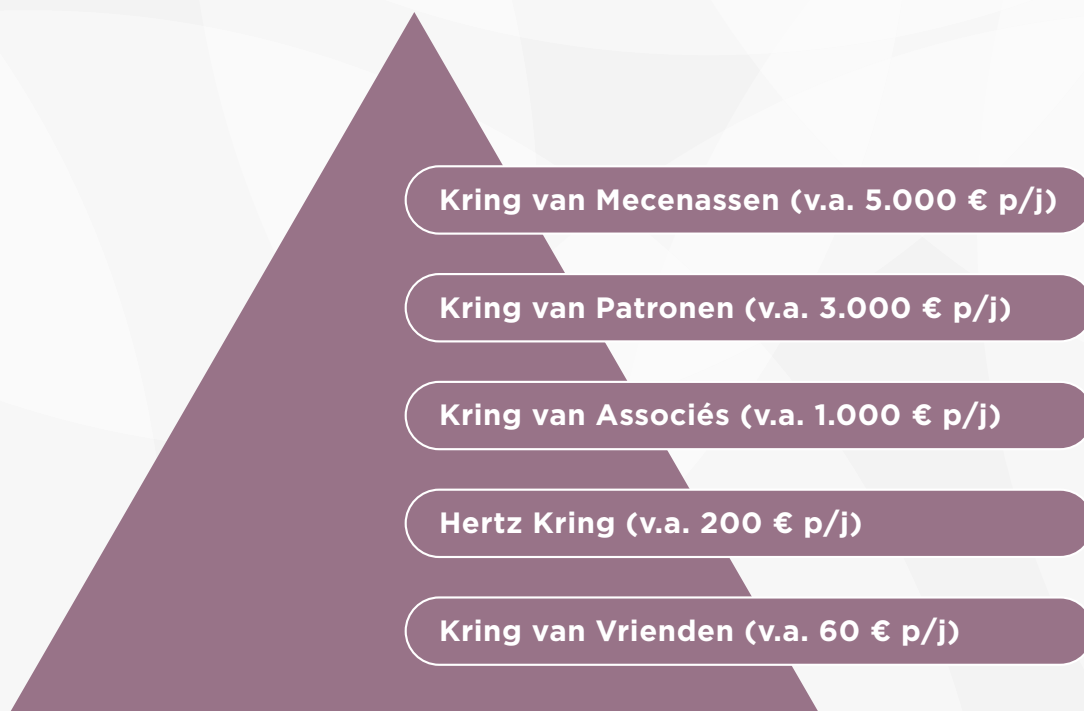 Kring van Mecenassen (v.a. 5.000 € p/j)
Kring van Patronen (v.a. 3.000 € p/j)
Kring van Associés (v.a. 1.000 € p/j)
Hertz Kring (v.a. 200 € p/j)
Kring van Vrienden (v.a. 60 € p/j)